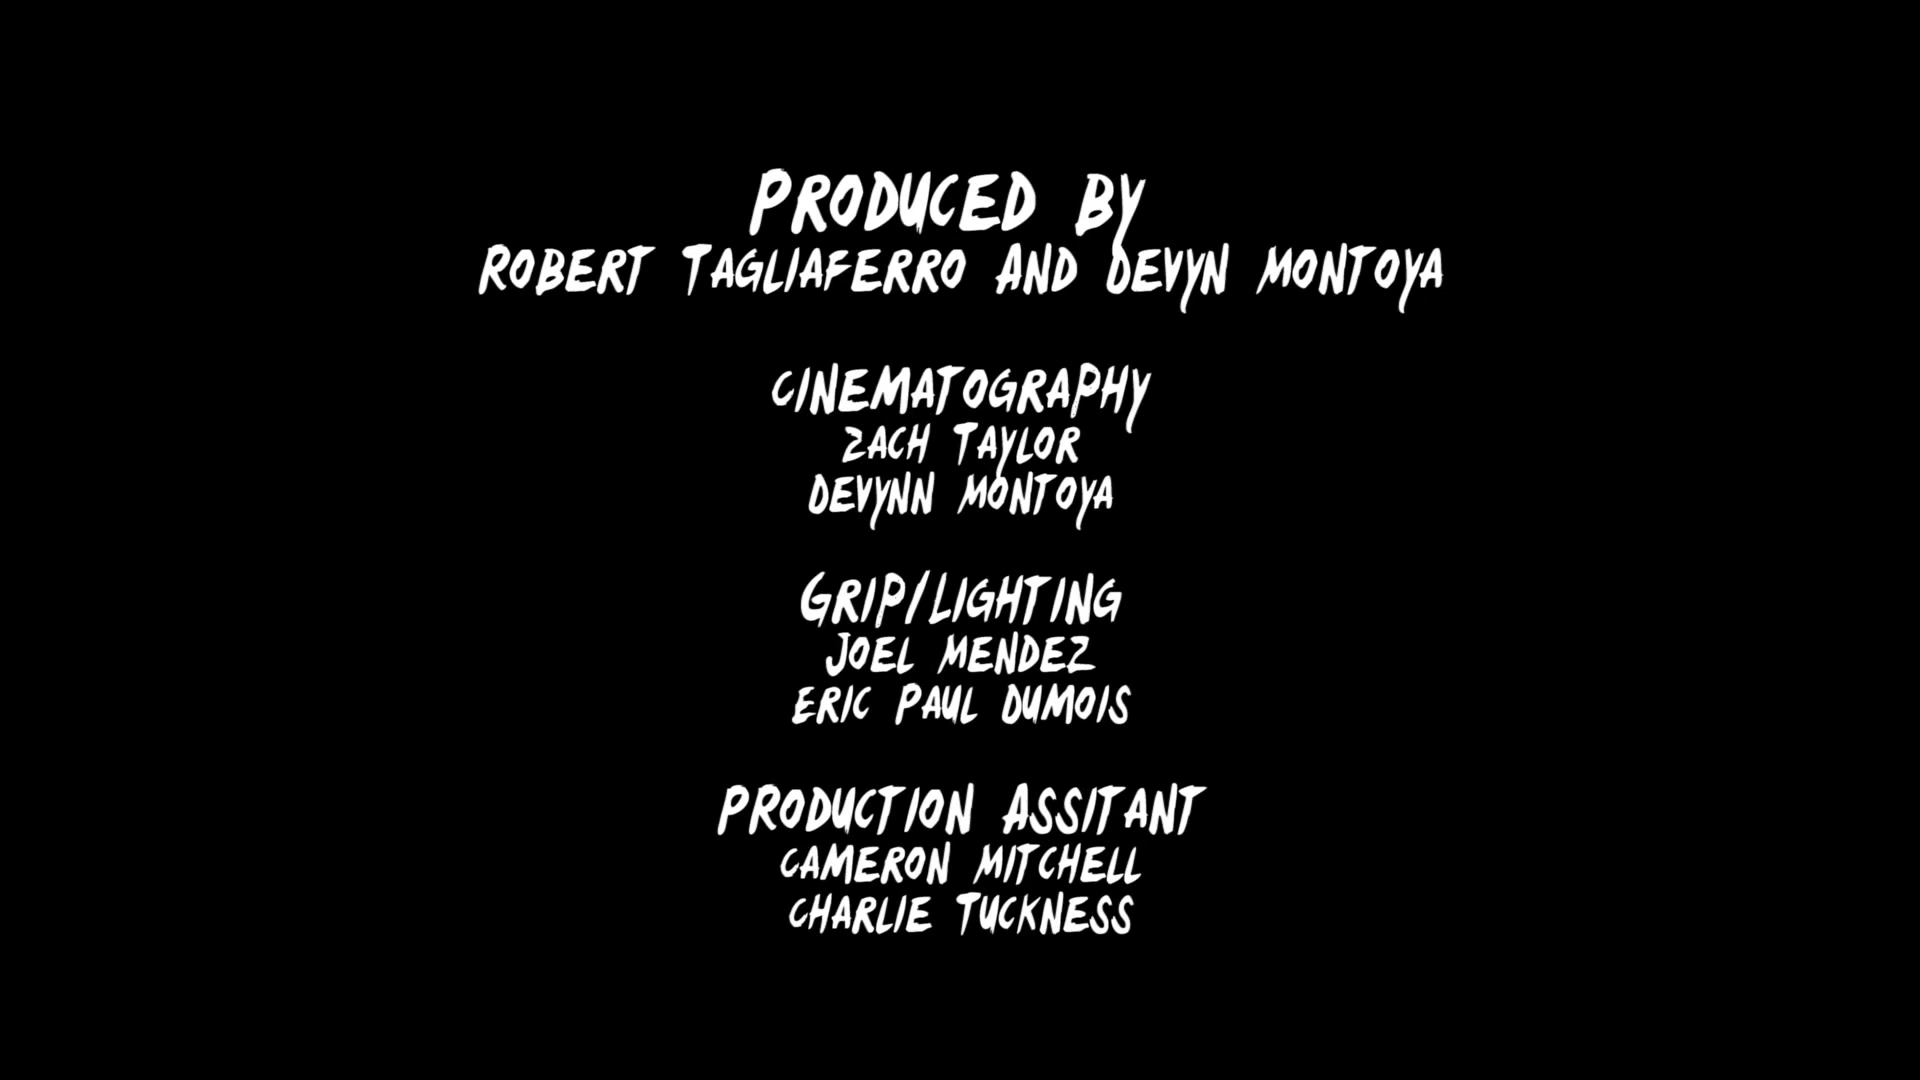 PRODUCED BY
ROBERT TAGLIAFERRO AND DEVYN MONTOYA
CINEMATOGRAPHY
ZACH TAYLOR
DEVYNN MONTOYA
GRIP/LIGHTING
JOEL MENDEZ
ERIC PAUL DUMOIS
PRODUCTION ASSITANT
CAMERON MITCHELL
CHARLIE TUCKNESS